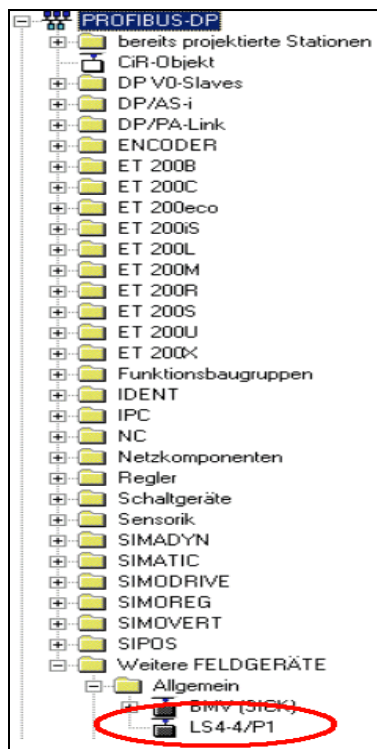 PROFIBUS-DP
bereits projektierte Stationen
CiR-Objekt
DP V0-Slaves
DP/AS-i
DP/PA-Link
ENCODER
ET 200B
ET 200C
ET 200eco
ET 200iS
ET 200L
ET 200M
ET 200R
ET 200S
ET 200U
ET 200X
Funktionsbaugruppen
IDENT
IPC
NC
Netzkomponenten
Regler
Schaltgeräte
Sensorik
SIMADYN
SIMATIC
SIMODRIVE
SIMOREG
SIMOVERT
SIPOS
Weitere FELDGERÄTE
Allgemein
BMV (SICK)
LS4-4/P1